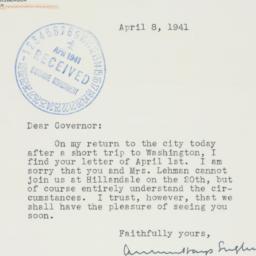 April 8, 1941
APR 1941
RECEIVED
Dear Governor:
On my return to the city today
after a short trip to Washington, I
find your letter of April 1st. I am
sorry that you and Mrs. Lehman cannot
join us at Hillandale on the 20th, but
of course entirely understand the cir-
cumstances. I trust, however, that we
shall have the pleasure of seeing you
soon.
Faithfully yours,